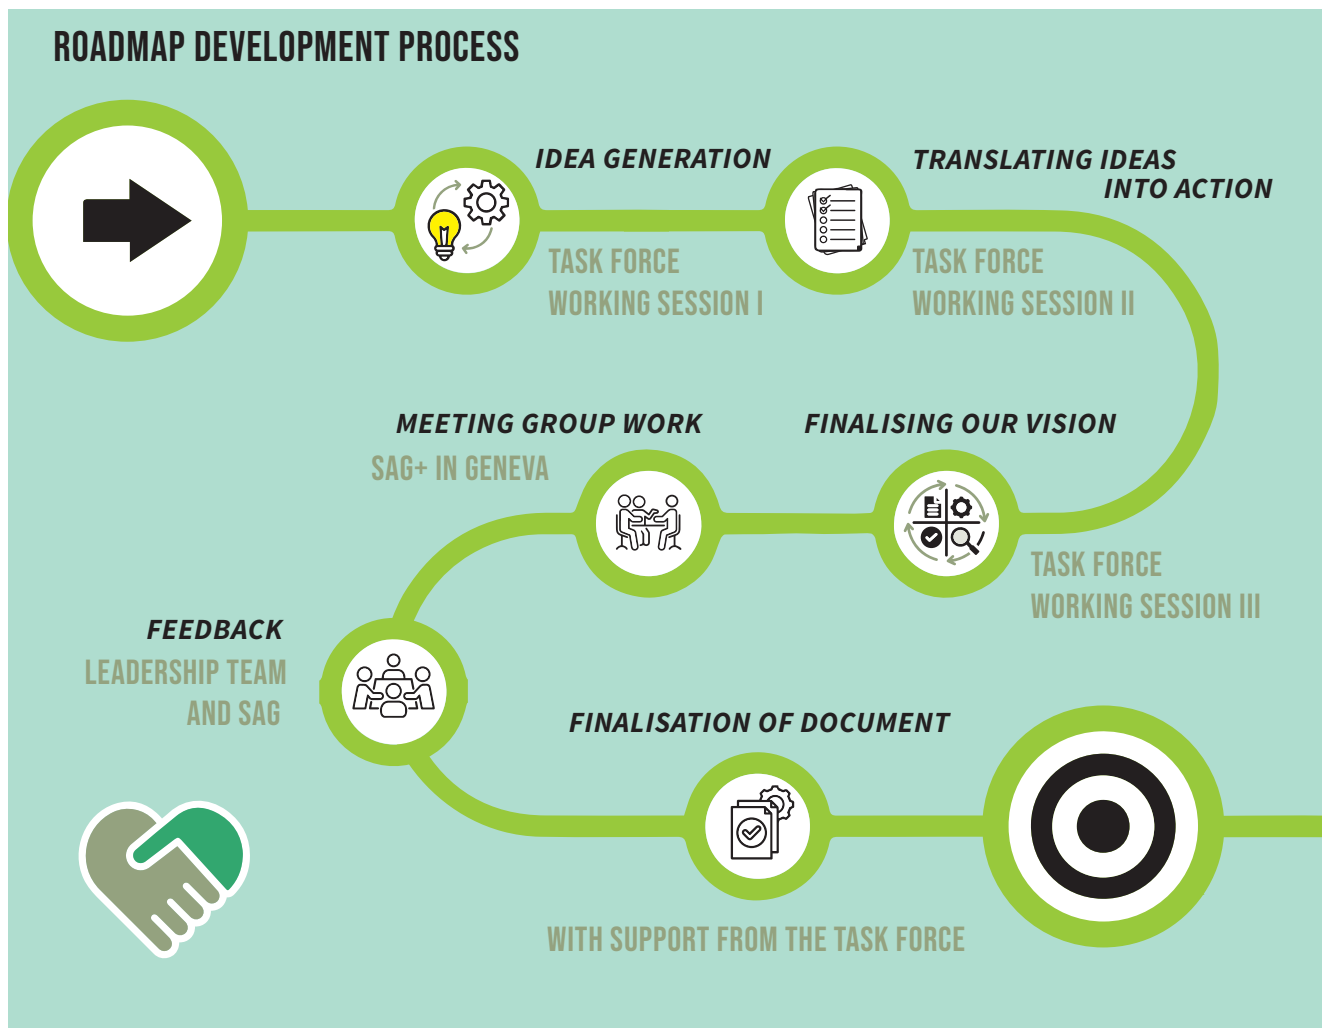 ROADMAP DEVELOPMENT PROCESS
IDEA GENERATION
TASK FORCE
WORKING SESSION I
TRANSLATING IDEAS
INTO ACTION
TASK FORCE
WORKING SESSION II
FINALISING OUR VISION
TASK FORCE
WORKING SESSION III
MEETING GROUP WORK
SAG+ IN GENEVA
FEEDBACK
LEADERSHIP TEAM
AND SAG
FINALISATION OF DOCUMENT
WITH SUPPORT FROM THE TASK FORCE